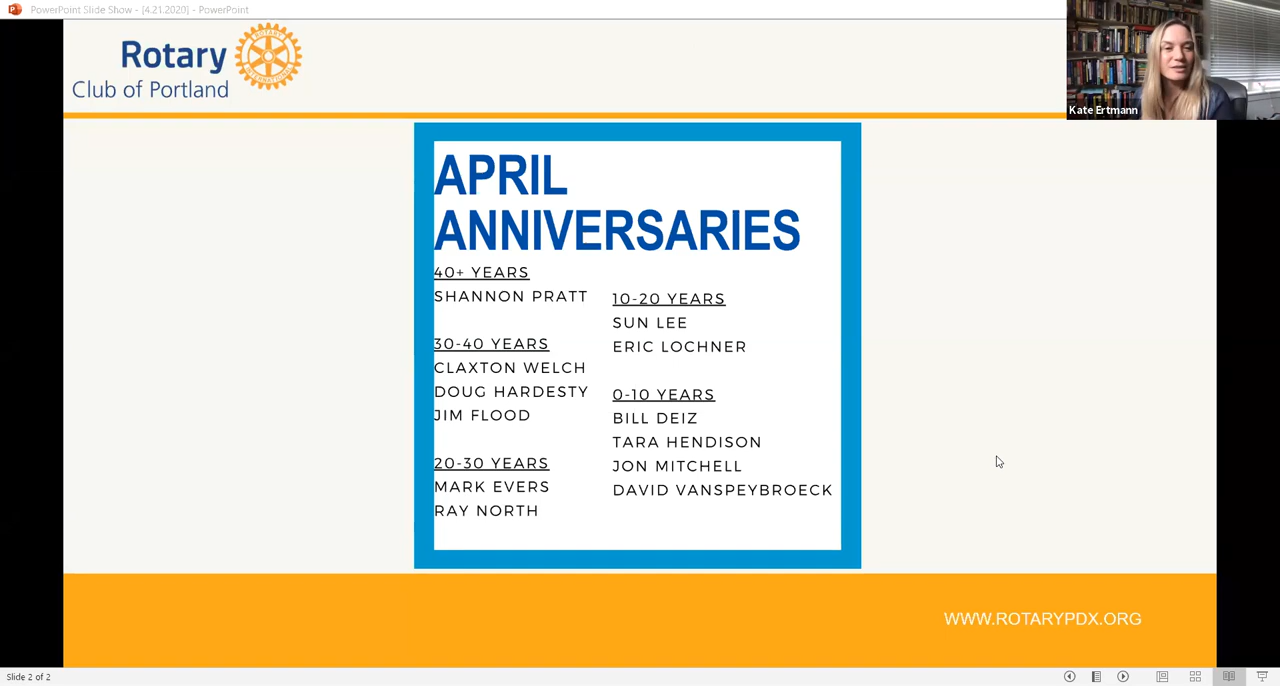 PowerPoint Slide Show - [4.21.2020] - PowerPoint
Rotary
Club of Portland
ROTARY
INTERNATIONAL
Kate Ertmann
APRIL
ANNIVERSARIES
40+ YEARS
SHANNON PRATT
30-40 YEARS
CLAXTON WELCH
DOUG HARDESTY
JIM FLOOD
20-30 YEARS
MARK EVERS
RAY NORTH
10-20 YEARS
SUN LEE
ERIC LOCHNER
0-10 YEARS
BILL DEIZ
TARA HENDISON
JON MITCHELL
DAVID VANSPEYBROECK
WWW.ROTARYPDX.ORG
Slide 2 of 2